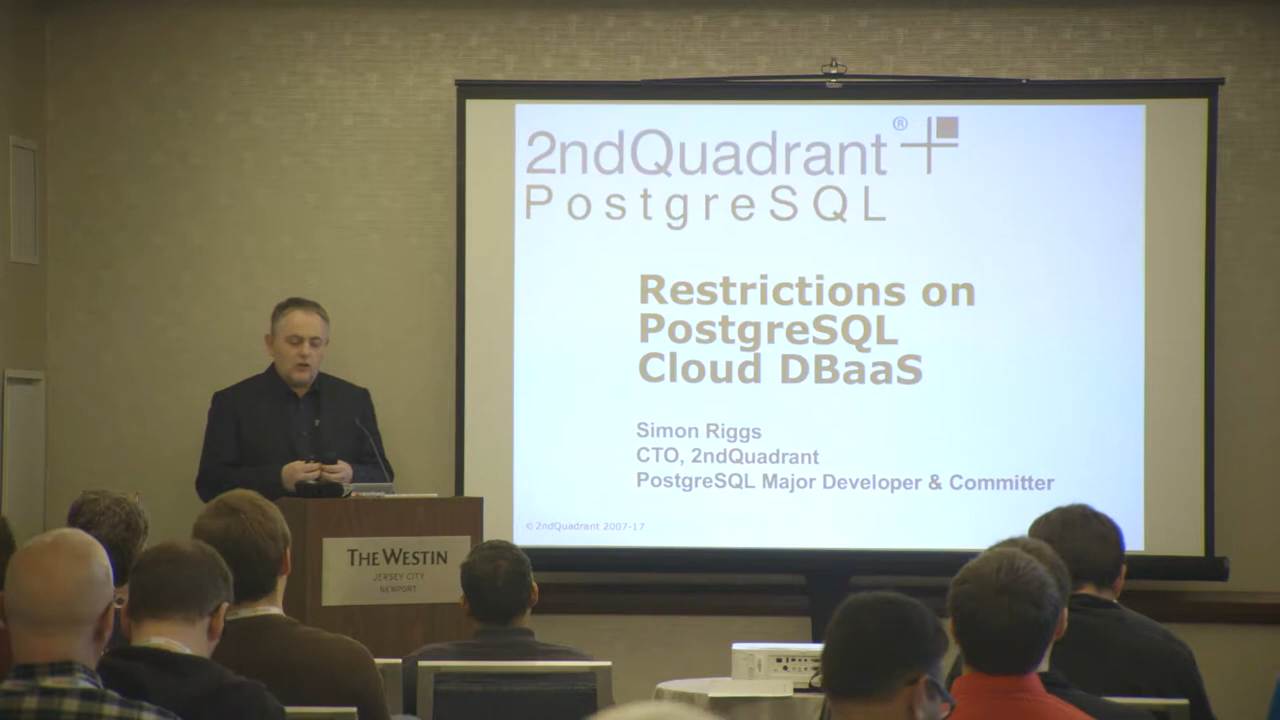 2ndQuadrant ®
PostgreSQL
Restrictions on
PostgreSQL
Cloud DBaaS
Simon Riggs
CTO, 2ndQuadrant
PostgreSQL Major Developer & Committer
© 2ndQuadrant 2007-17
THE WESTIN
JERSEY CITY
NEWPORT